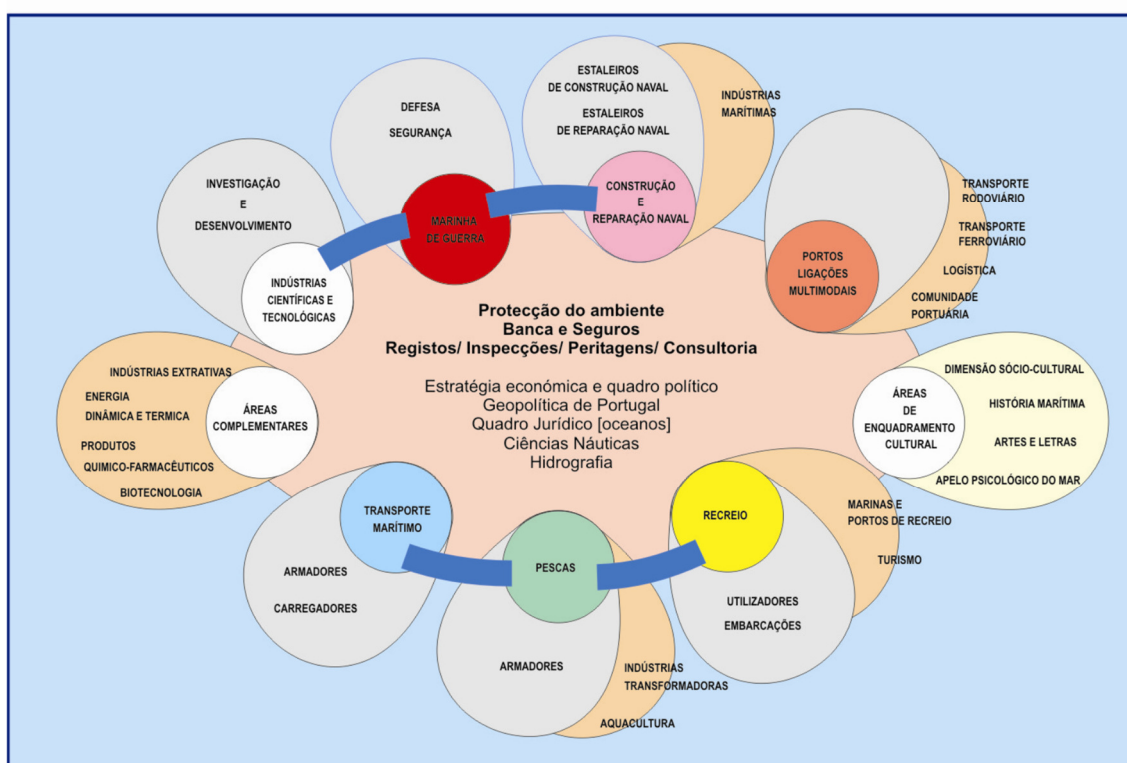 ESTALEIROS
DE CONSTRUÇÃO NAVAL
ESTALEIROS
DE REPARAÇÃO NAVAL
INDÚSTRIAS
MARÍTIMAS
CONSTRUÇÃO
E
REPARAÇÃO NAVAL
DEFESA
SEGURANÇA
MARINHA
DE GUERRA
INVESTIGAÇÃO
E
DESENVOLVIMENTO
INDÚSTRIAS
CIENTÍFICAS E
TECNOLÓGICAS
TRANSPORTE
RODOVIÁRIO
TRANSPORTE
FERROVIÁRIO
LOGÍSTICA
COMUNIDADE
PORTUÁRIA
PORTOS
LIGAÇÕES
MULTIMODAIS
Protecção do ambiente
Banca e Seguros
Registos/ Inspecções/ Peritagens/ Consultoria
Estratégia económica e quadro político
Geopolítica de Portugal
Quadro Jurídico [oceanos]
Ciências Náuticas
Hidrografia
INDÚSTRIAS EXTRATIVAS
ENERGIA
DINÂMICA E TERMICA
PRODUTOS
QUIMICO-FARMACÊUTICOS
BIOTECNOLOGIA
ÁREAS
COMPLEMENTARES
ÁREAS
DE
ENQUADRAMENTO
CULTURAL
DIMENSÃO SÓCIO-CULTURAL
HISTÓRIA MARÍTIMA
ARTES E LETRAS
APELO PSICOLÓGICO DO MAR
TRANSPORTE
MARÍTIMO
ARMADORES
CARREGADORES
PESCAS
ARMADORES
INDÚSTRIAS
TRANSFORMADORAS
AQUACULTURA
RECREIO
MARINAS E
PORTOS DE RECREIO
TURISMO
UTILIZADORES
EMBARCAÇÕES